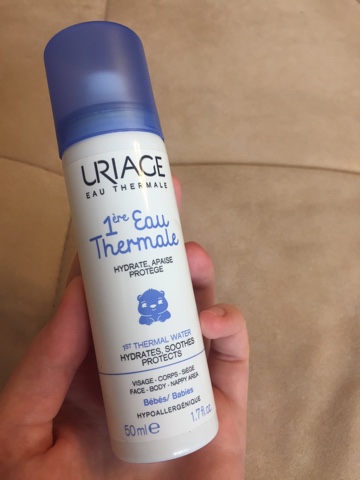 URIAGE
EAU THERMALE
1ère Eau
Thermale
HYDRATE, APAISE
PROTÈGE
1ST THERMAL WATER
HYDRATES, SOOTHES
PROTECTS
VISAGE - CORPS - SIÈGE
FACE - BODY - NAPPY AREA
Bébés/ Babies
HYPOALLERGÉNIQUE
50 ml e 1.7 fl.oz.